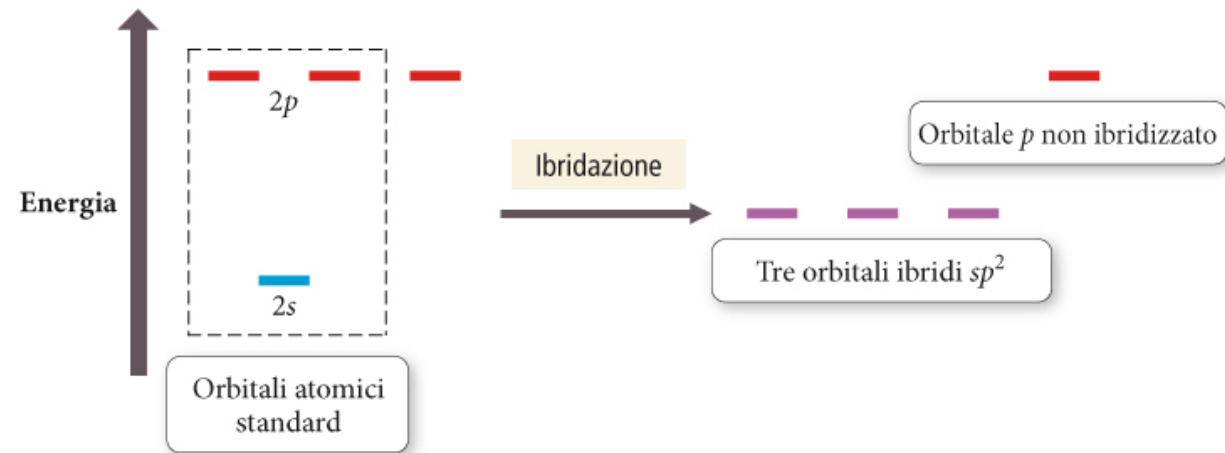 Energia
2p
2s
Orbitali atomici
standard
Ibridazione
Orbitale p non ibridizzato
Tre orbitali ibridi sp²